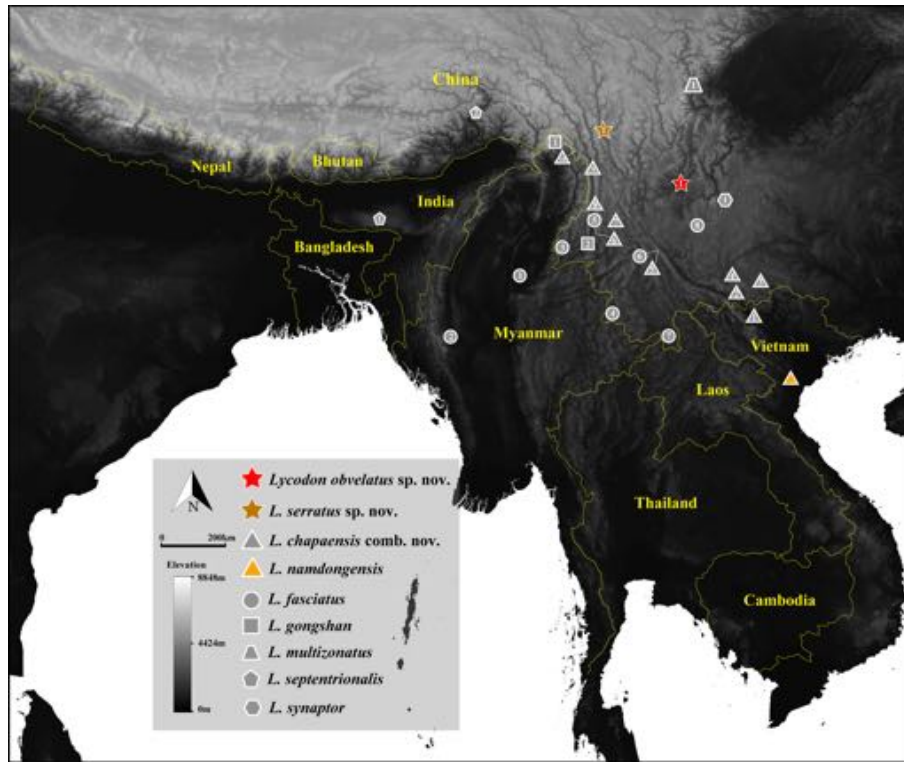 China
Nepal
Bhutan
India
Bangladesh
Myanmar
Vietnam
Laos
Thailand
Cambodia
N
0 200km
Elevation
8848m
4424m
0m
Lycodon obvelatus sp. nov.
L. serratus sp. nov.
L. chapaensis comb. nov.
L. namdongensis
L. fasciatus
L. gongshan
L. multizonatus
L. septentrionalis
L. synaptor